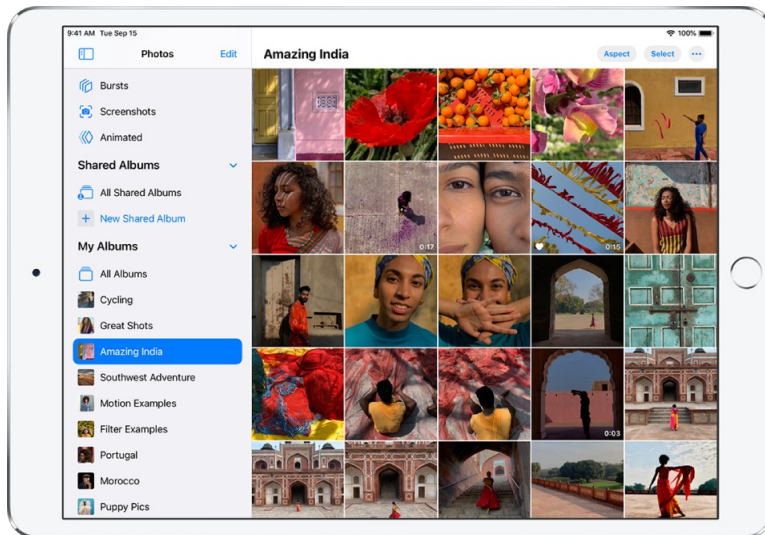 9:41 AM Tue Sep 15
100%
Photos
Edit
Amazing India
Aspect
Select
Bursts
Screenshots
Animated
Shared Albums
All Shared Albums
New Shared Album
My Albums
All Albums
Cycling
Great Shots
Amazing India
Southwest Adventure
Motion Examples
Filter Examples
Portugal
Morocco
Puppy Pics
0:17
0:15
0:03